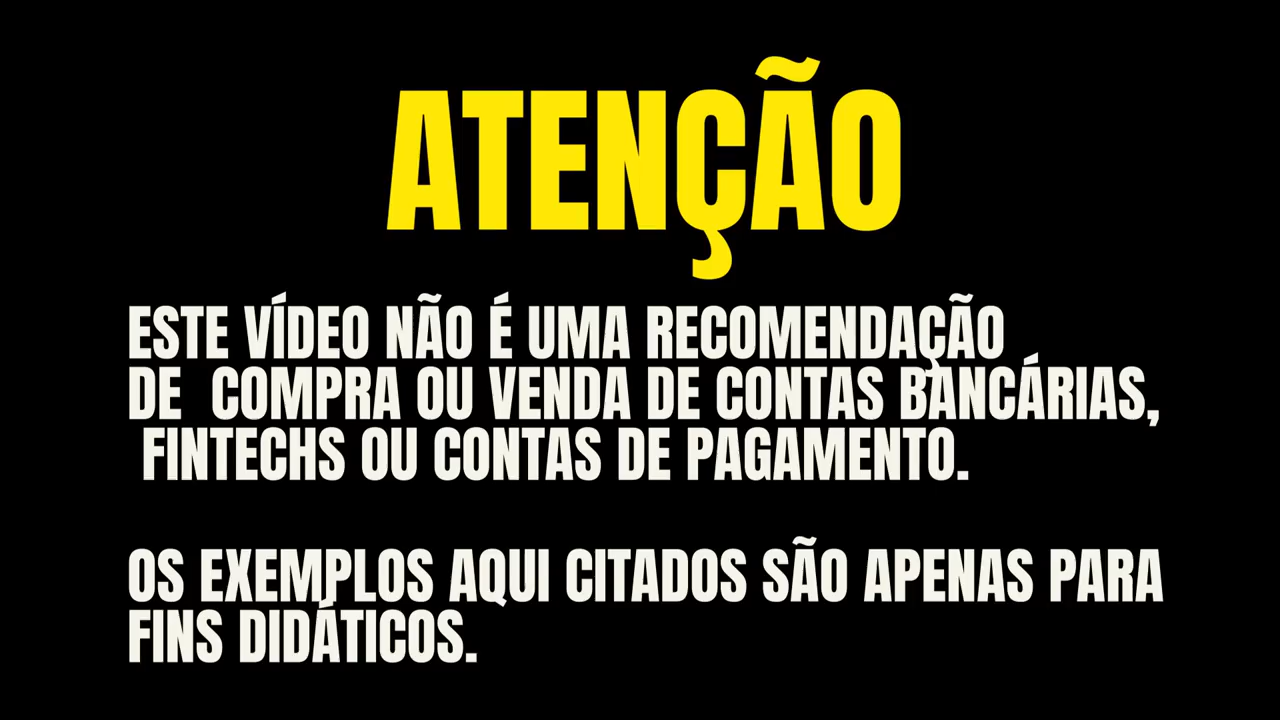 ATENÇÃO
ESTE VÍDEO NÃO É UMA RECOMENDAÇÃO
DE COMPRA OU VENDA DE CONTAS BANCÁRIAS,
FINTECHS OU CONTAS DE PAGAMENTO.
OS EXEMPLOS AQUI CITADOS SÃO APENAS PARA
FINS DIDÁTICOS.